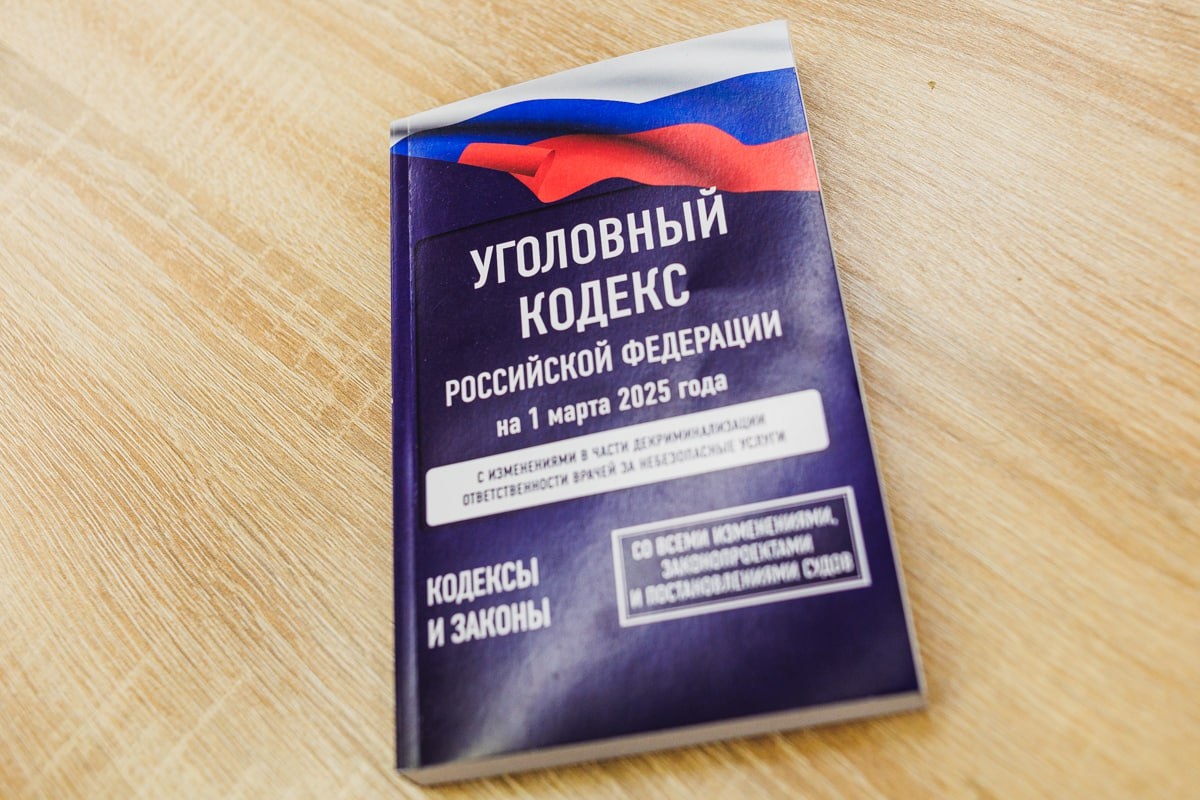 УГОЛОВНЫЙ
КОДЕКС
РОССИЙСКОЙ ФЕДЕРАЦИИ
на 1 марта 2025 года
С ИЗМЕНЕНИЯМИ В ЧАСТИ ДЕКРИМИНАЛИЗАЦИИ
ОТВЕТСТВЕННОСТИ ВРАЧЕЙ ЗА НЕБЕЗОПАСНЫЕ УСЛУГИ
КОДЕКСЫ
И ЗАКОНЫ
СО ВСЕМИ ИЗМЕНЕНИЯМИ,
ЗАКОНОПРОЕКТАМИ
И ПОСТАНОВЛЕНИЯМИ СУДОВ